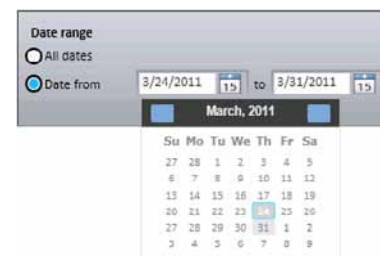 Date range
All dates
Date from 3/24/2011 15 to 3/31/2011 15
March, 2011
Su Mo Tu We Th Fr Sa
27 28 1 2 3 4 5
6 7 8 9 10 11 12
13 14 15 16 17 18 19
20 21 22 23 24 25 26
27 28 29 30 31 1 2
3 4 5 6 7 8 9